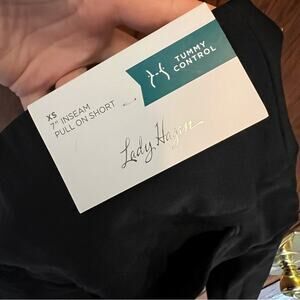 XS
7" INSEAM
PULL ON SHORT
TUMMY
CONTROL
Lady Hagen